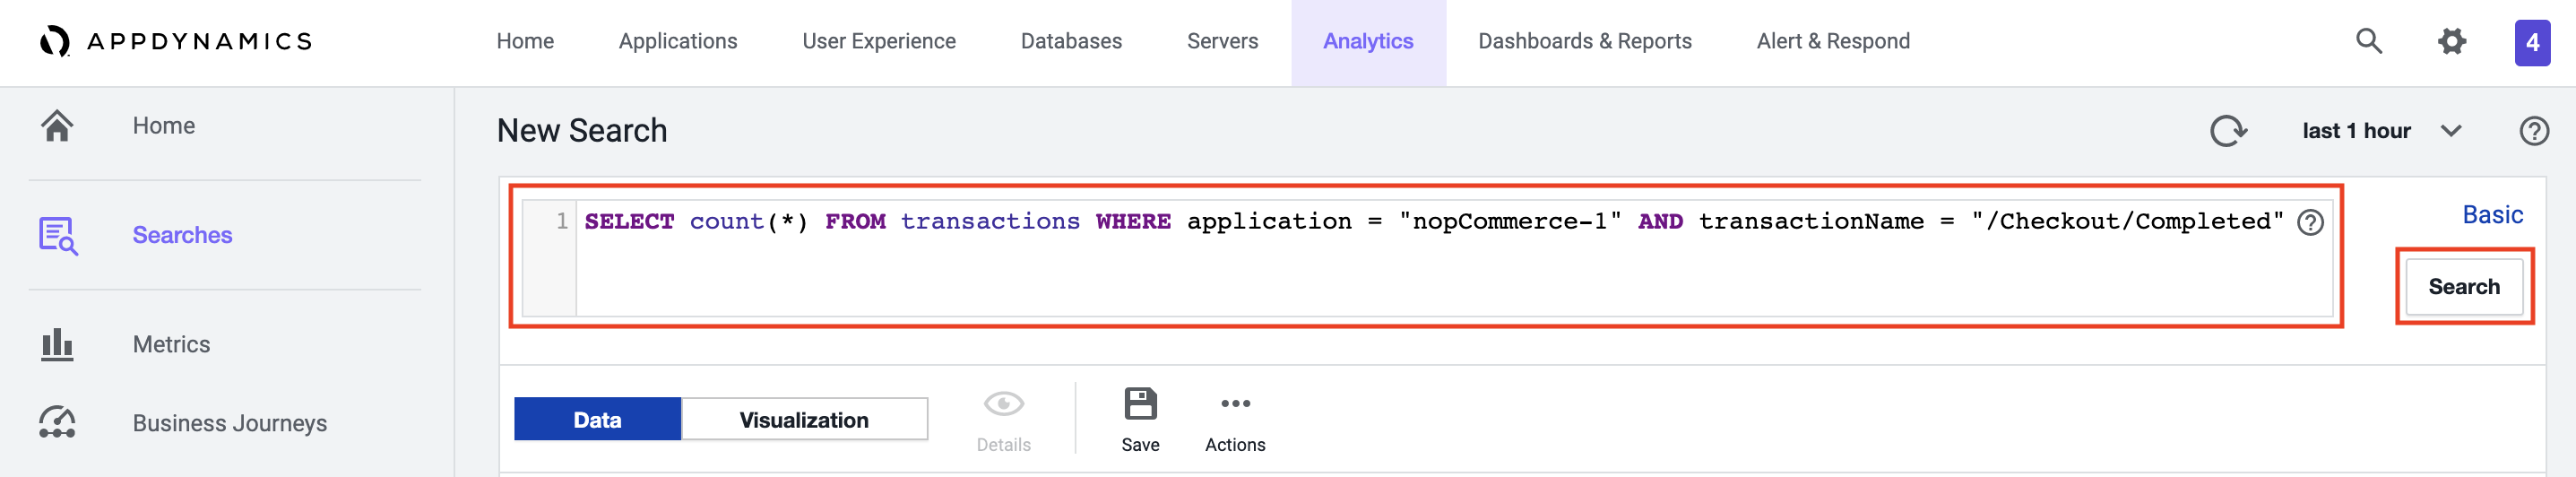 APPDYNAMICS
Home Applications User Experience Databases Servers Analytics Dashboards & Reports Alert & Respond
4
Home
Searches
Metrics
Business Journeys
New Search
last 1 hour
?
1 SELECT count(*) FROM transactions WHERE application = "nopCommerce-1" AND transactionName = "/Checkout/Completed" ?
Basic
Search
Data Visualization
Details
Save
Actions